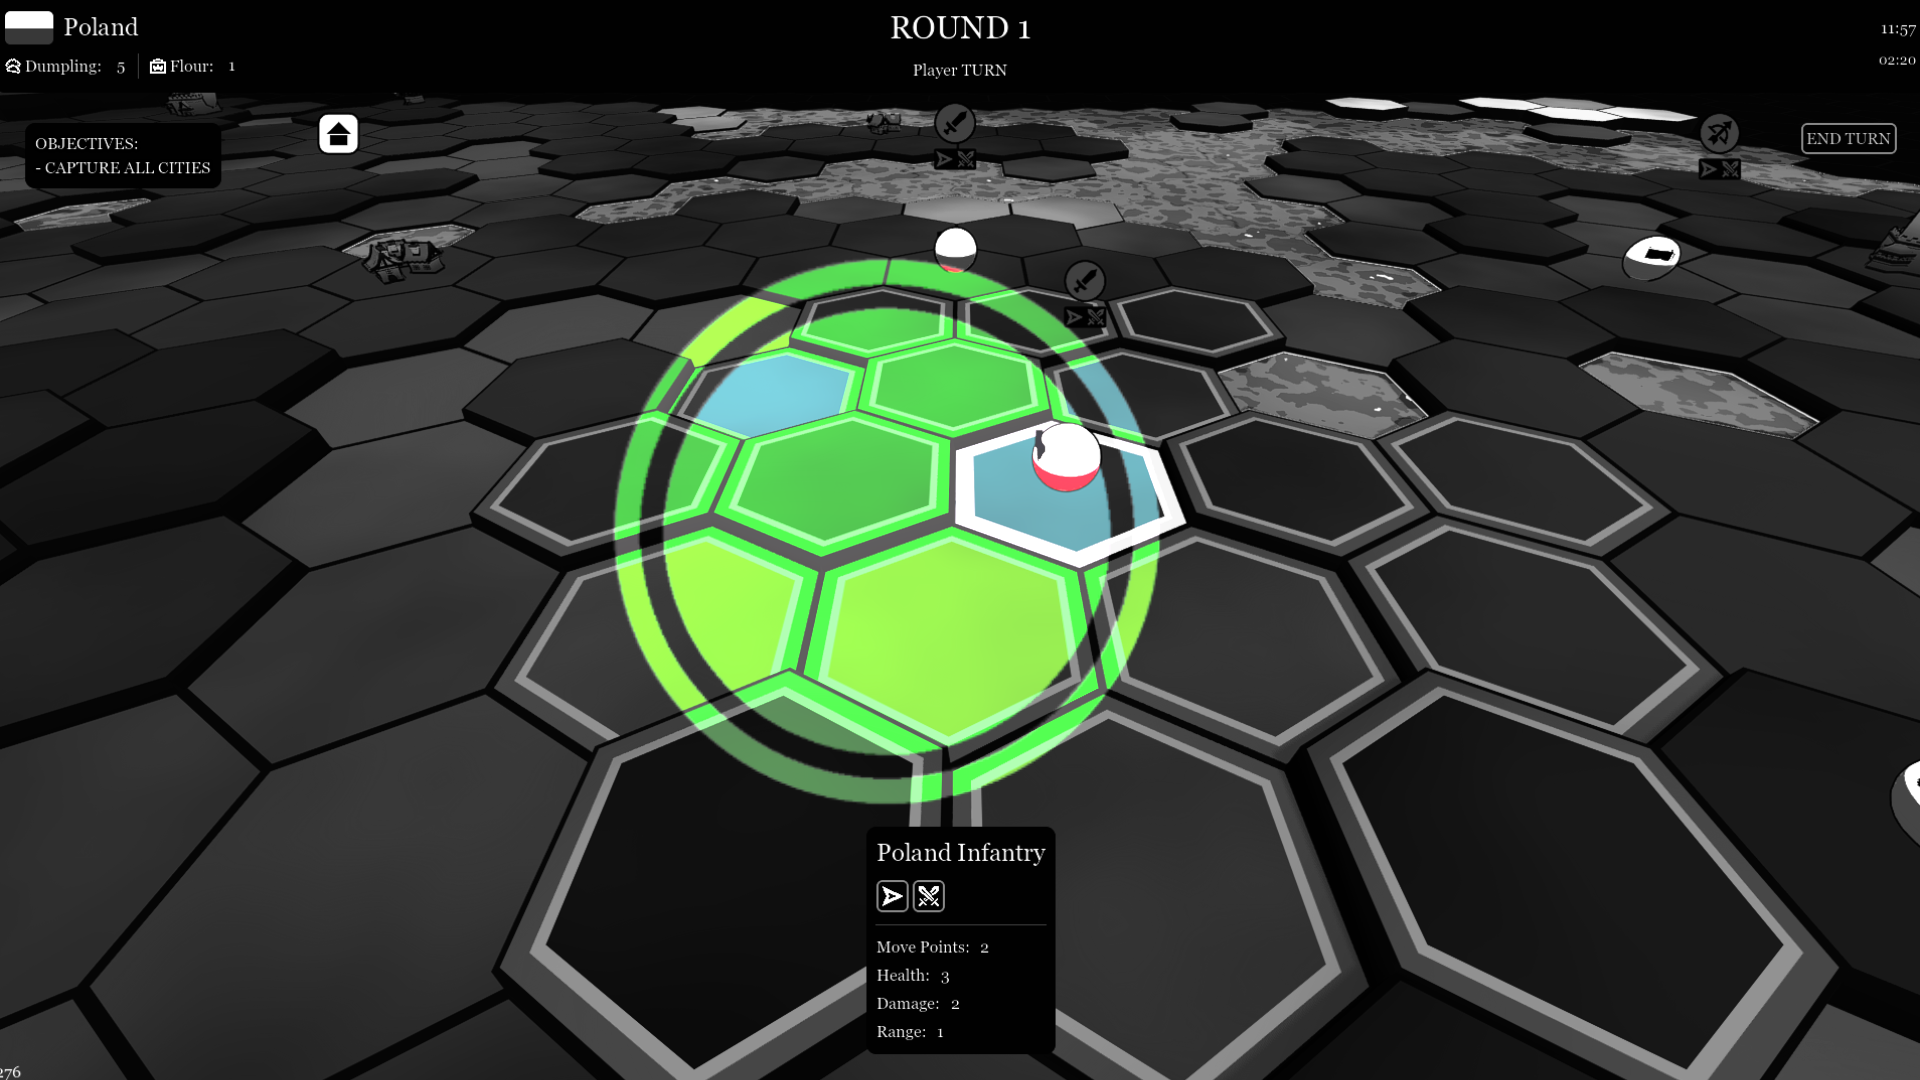 Poland
ROUND 1
11:57
Dumpling: 5
Flour: 1
Player TURN
02:20
OBJECTIVES:
- CAPTURE ALL CITIES
END TURN
Poland Infantry
Move Points: 2
Health: 3
Damage: 2
Range: 1
276